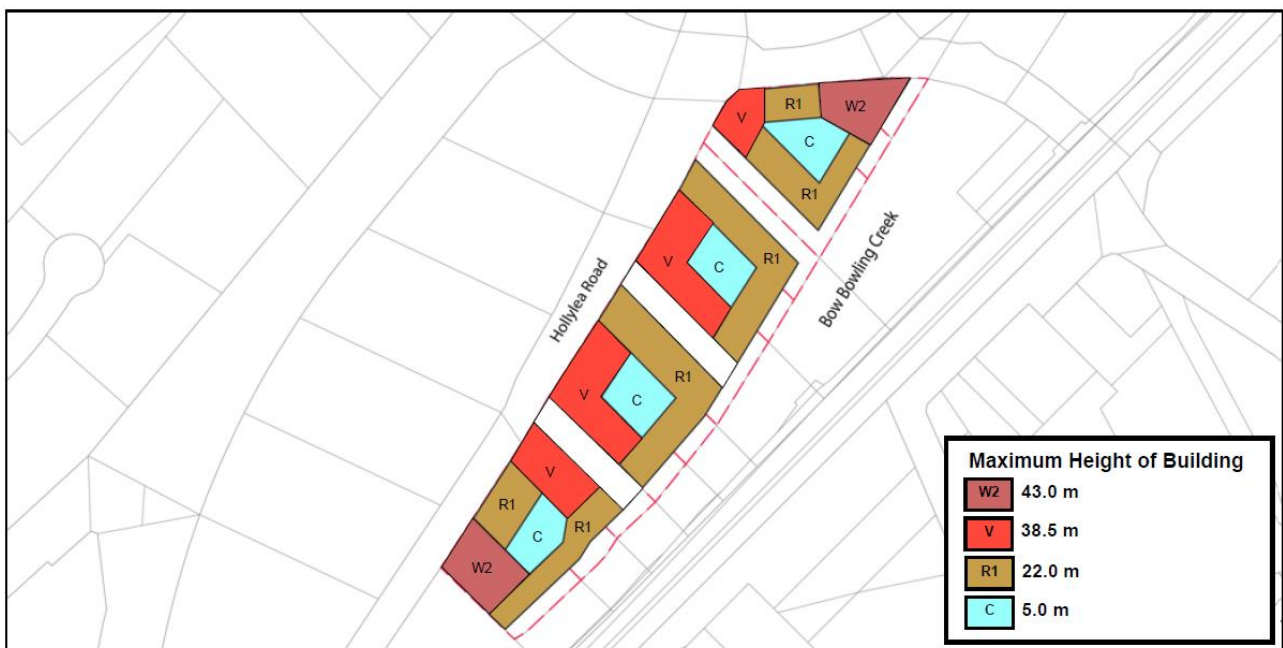 V
R1
W2
C
R1
V
C
R1
Hollylea Road
Bow Bowling Creek
V
C
R1
V
R1
C
R1
W2
Maximum Height of Building
W2 43.0 m
V 38.5 m
R1 22.0 m
C 5.0 m